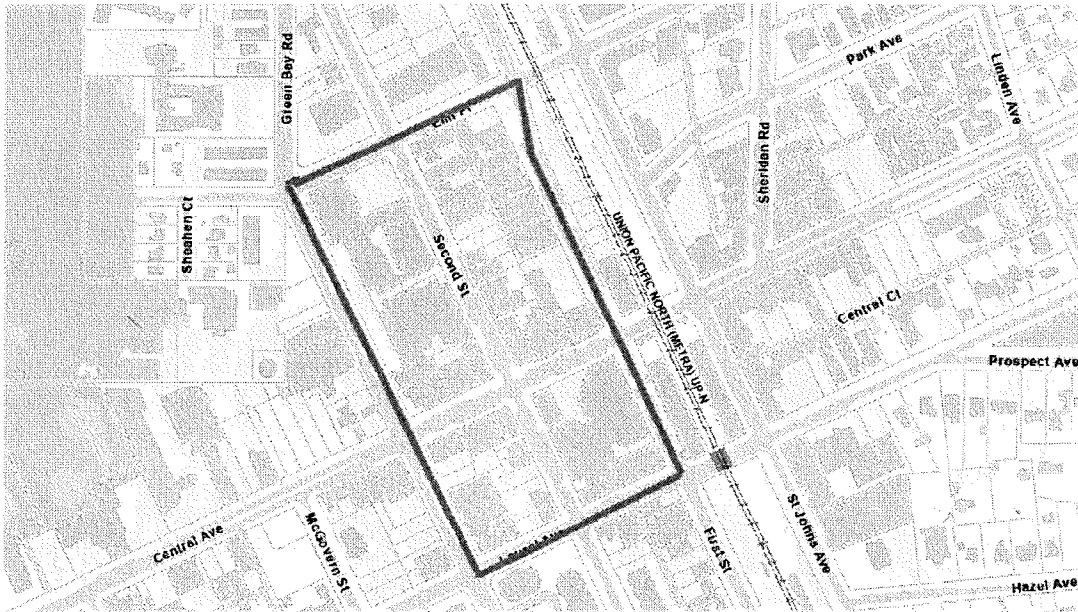 Green Bay Rd
Park Ave
Linden Ave
Sheridan Rd
Sheahen Ct
Second St
UNION PACIFIC NORTH (METRA) UP-N
Central Ct
Prospect Ave
Central Ave
McGovern St
First St
St Johns Ave
Hazel Ave